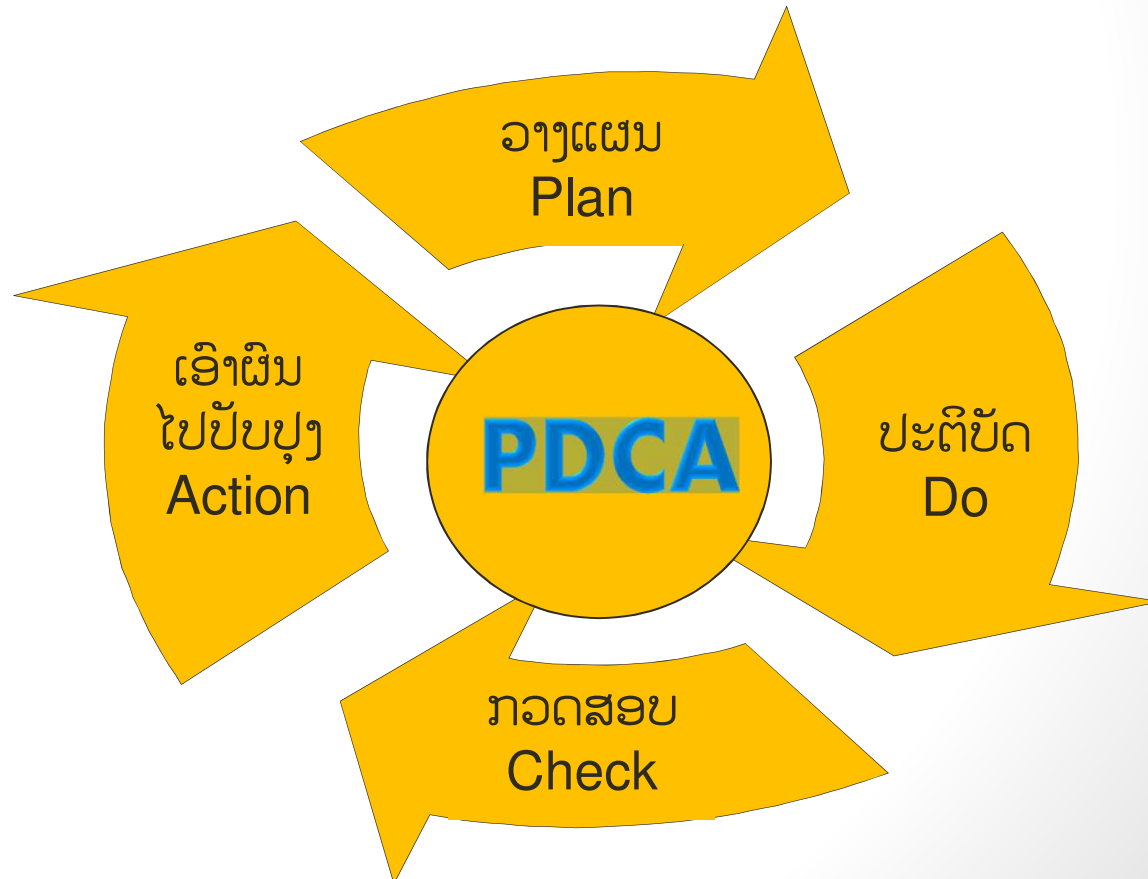 ວາງແຜນ
Plan
ປະຕິບັດ
Do
ກວດສອບ
Check
ເອົາຜົນ
ໄປປັບປຸງ
Action
PDCA